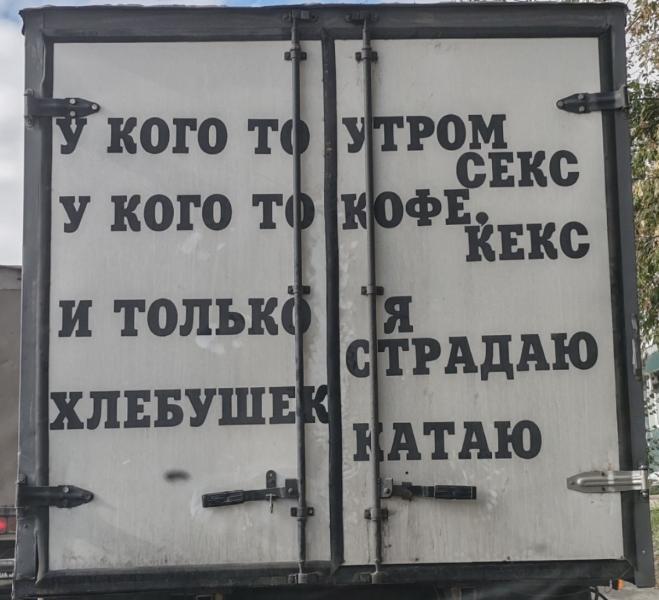 У КОГО ТО УТРОМ
СЕКС
У КОГО ТО КОФЕ,
КЕКС
И ТОЛЬКО Я
СТРАДАЮ
ХЛЕБУШЕК
КАТАЮ